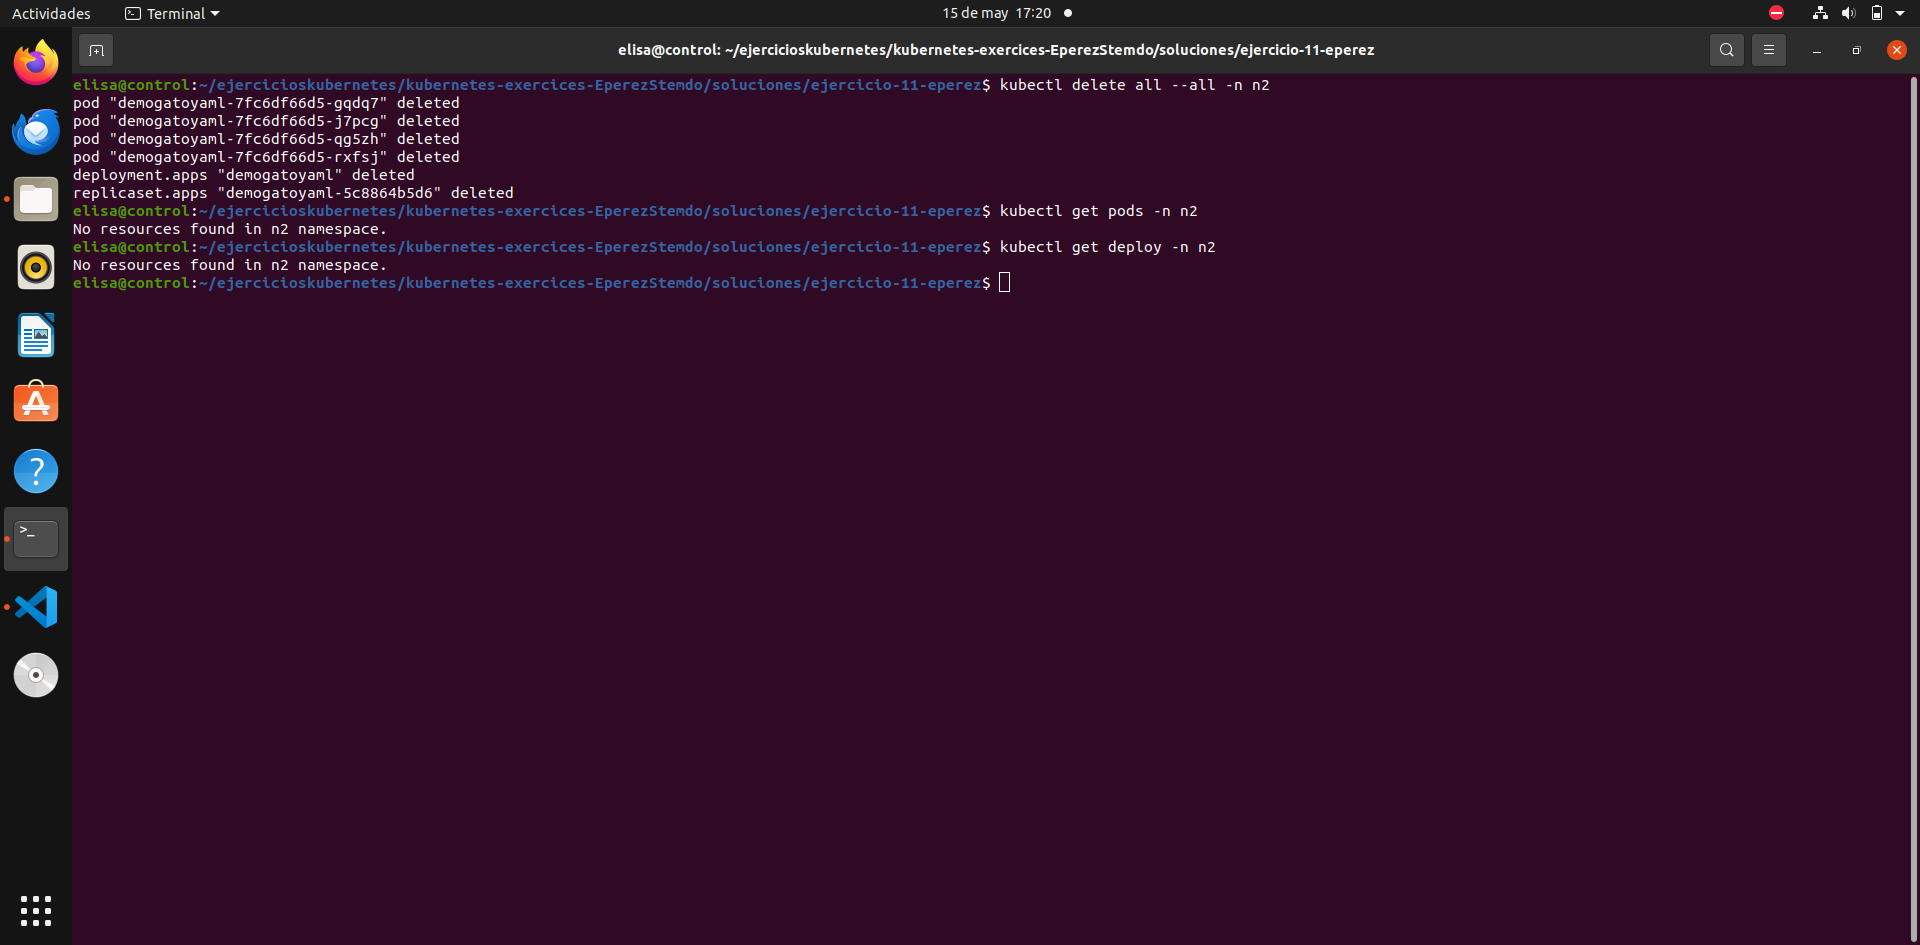 Actividades
Terminal
15 de may 17:20
elisa@control: ~/ejercicioskubernetes/kubernetes-exercices-EperezStemdo/soluciones/ejercicio-11-eperez
elisa@control:~/ejercicioskubernetes/kubernetes-exercices-EperezStemdo/soluciones/ejercicio-11-eperez$ kubectl delete all --all -n n2
pod "demogatoyaml-7fc6df66d5-gqdq7" deleted
pod "demogatoyaml-7fc6df66d5-j7pcg" deleted
pod "demogatoyaml-7fc6df66d5-qg5zh" deleted
pod "demogatoyaml-7fc6df66d5-rxfsj" deleted
deployment.apps "demogatoyaml" deleted
replicaset.apps "demogatoyaml-5c8864b5d6" deleted
elisa@control:~/ejercicioskubernetes/kubernetes-exercices-EperezStemdo/soluciones/ejercicio-11-eperez$ kubectl get pods -n n2
No resources found in n2 namespace.
elisa@control:~/ejercicioskubernetes/kubernetes-exercices-EperezStemdo/soluciones/ejercicio-11-eperez$ kubectl get deploy -n n2
No resources found in n2 namespace.
elisa@control:~/ejercicioskubernetes/kubernetes-exercices-EperezStemdo/soluciones/ejercicio-11-eperez$